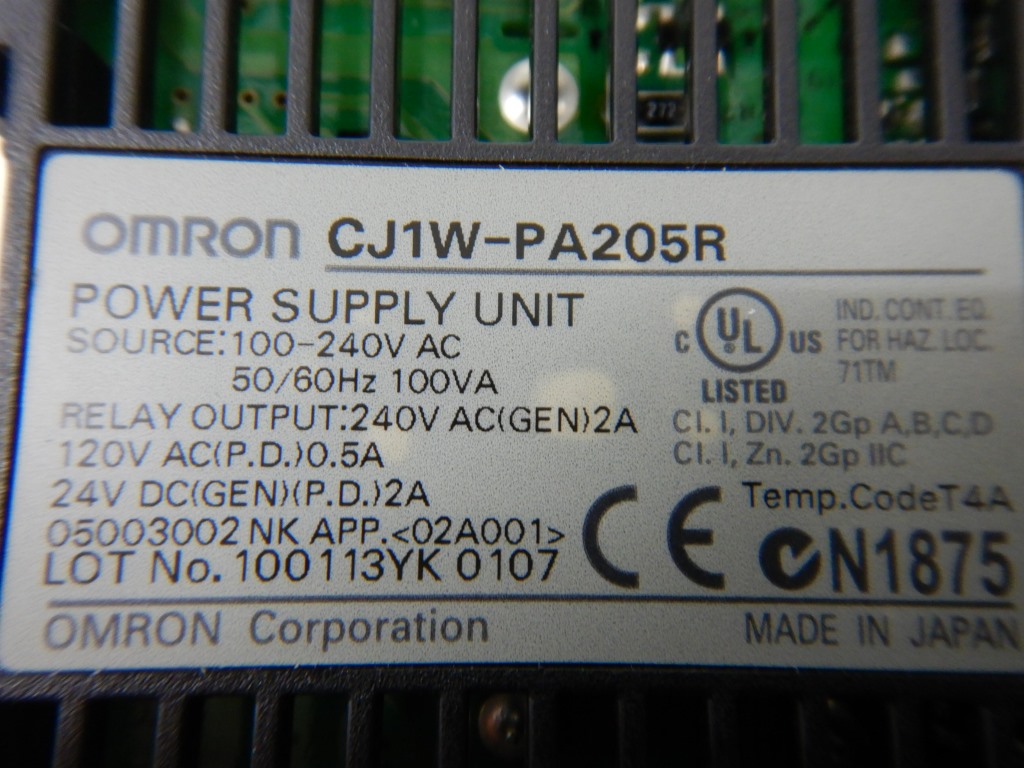 272
OMRON CJ1W-PA205R
POWER SUPPLY UNIT
SOURCE:100-240V AC
50/60Hz 100VA
RELAY OUTPUT:240V AC(GEN)2A
120V AC(P.D.)0.5A
24V DC(GEN)(P.D.)2A
05003002 NK APP.<02A001>
LOT No. 100113YK 0107
C UL US
LISTED
IND. CONT. EQ.
FOR HAZ. LOC.
71TM
Cl. I, DIV. 2Gp A,B,C,D
Cl. I, Zn. 2Gp IIC
Temp.CodeT4A
CE N1875
OMRON Corporation
MADE IN JAPAN